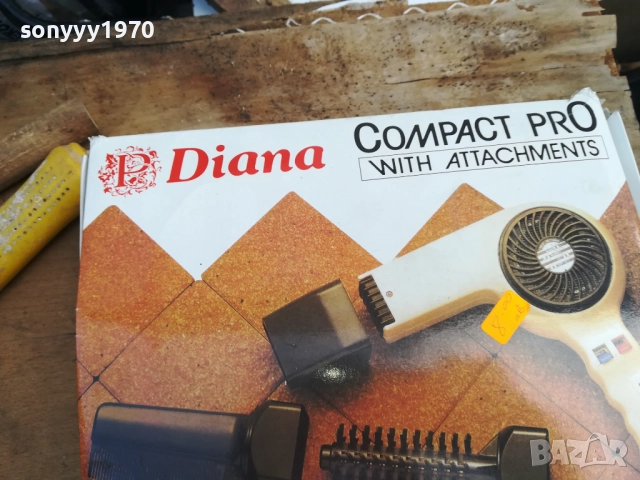 sonyyy1970
Diana
COMPACT PRO
WITH ATTACHMENTS
BAZAR